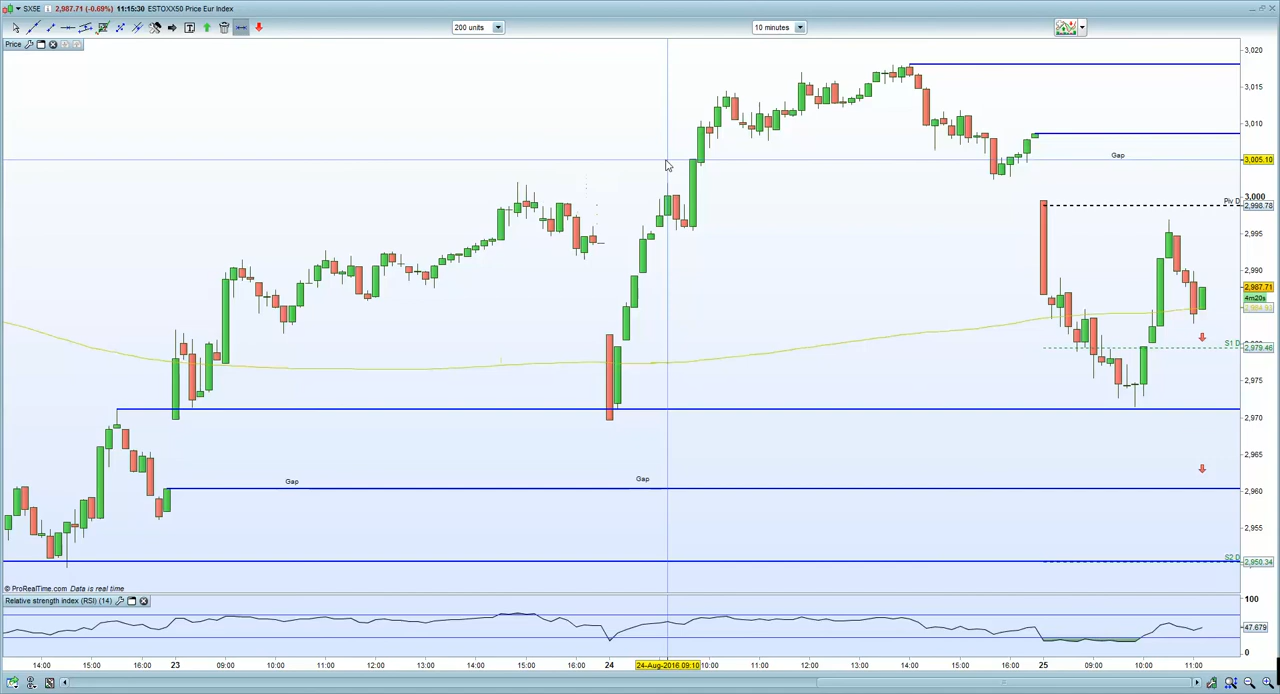 SX5E 2,987.71 (-0.69%) 11:15:30 ESTOXX50 Price Eur Index
200 units
10 minutes
Price
3,020
3,015
3,010
Gap
3,005.10
3,000
Piv D
2,998.78
2,995
2,990
2,987.71
4m20s
S1 D
2,979.46
2,975
2,970
2,965
Gap
Gap
2,960
2,955
S2 D
2,950.34
© ProRealTime.com Data is real time
Relative strength index (RSI) (14)
100
47.679
0
14:00 15:00 16:00 23 09:00 10:00 11:00 12:00 13:00 14:00 15:00 16:00 24 24-Aug-2016 09:10 10:00 11:00 12:00 13:00 14:00 15:00 16:00 25 09:00 10:00 11:00